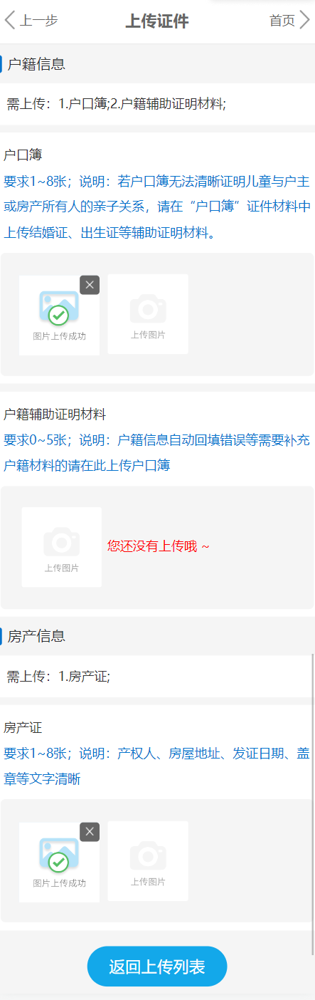 上一步 上传证件 首页
户籍信息
需上传：1.户口簿;2.户籍辅助证明材料;
户口簿
要求1~8张；说明：若户口簿无法清晰证明儿童与户主
或房产所有人的亲子关系，请在“户口簿”证件材料中
上传结婚证、出生证等辅助证明材料。
图片上传成功 上传图片
户籍辅助证明材料
要求0~5张；说明：户籍信息自动回填错误等需要补充
户籍材料的请在此上传户口簿
您还没有上传哦 ~
上传图片
房产信息
需上传：1.房产证;
房产证
要求1~8张；说明：产权人、房屋地址、发证日期、盖
章等文字清晰
图片上传成功 上传图片
返回上传列表